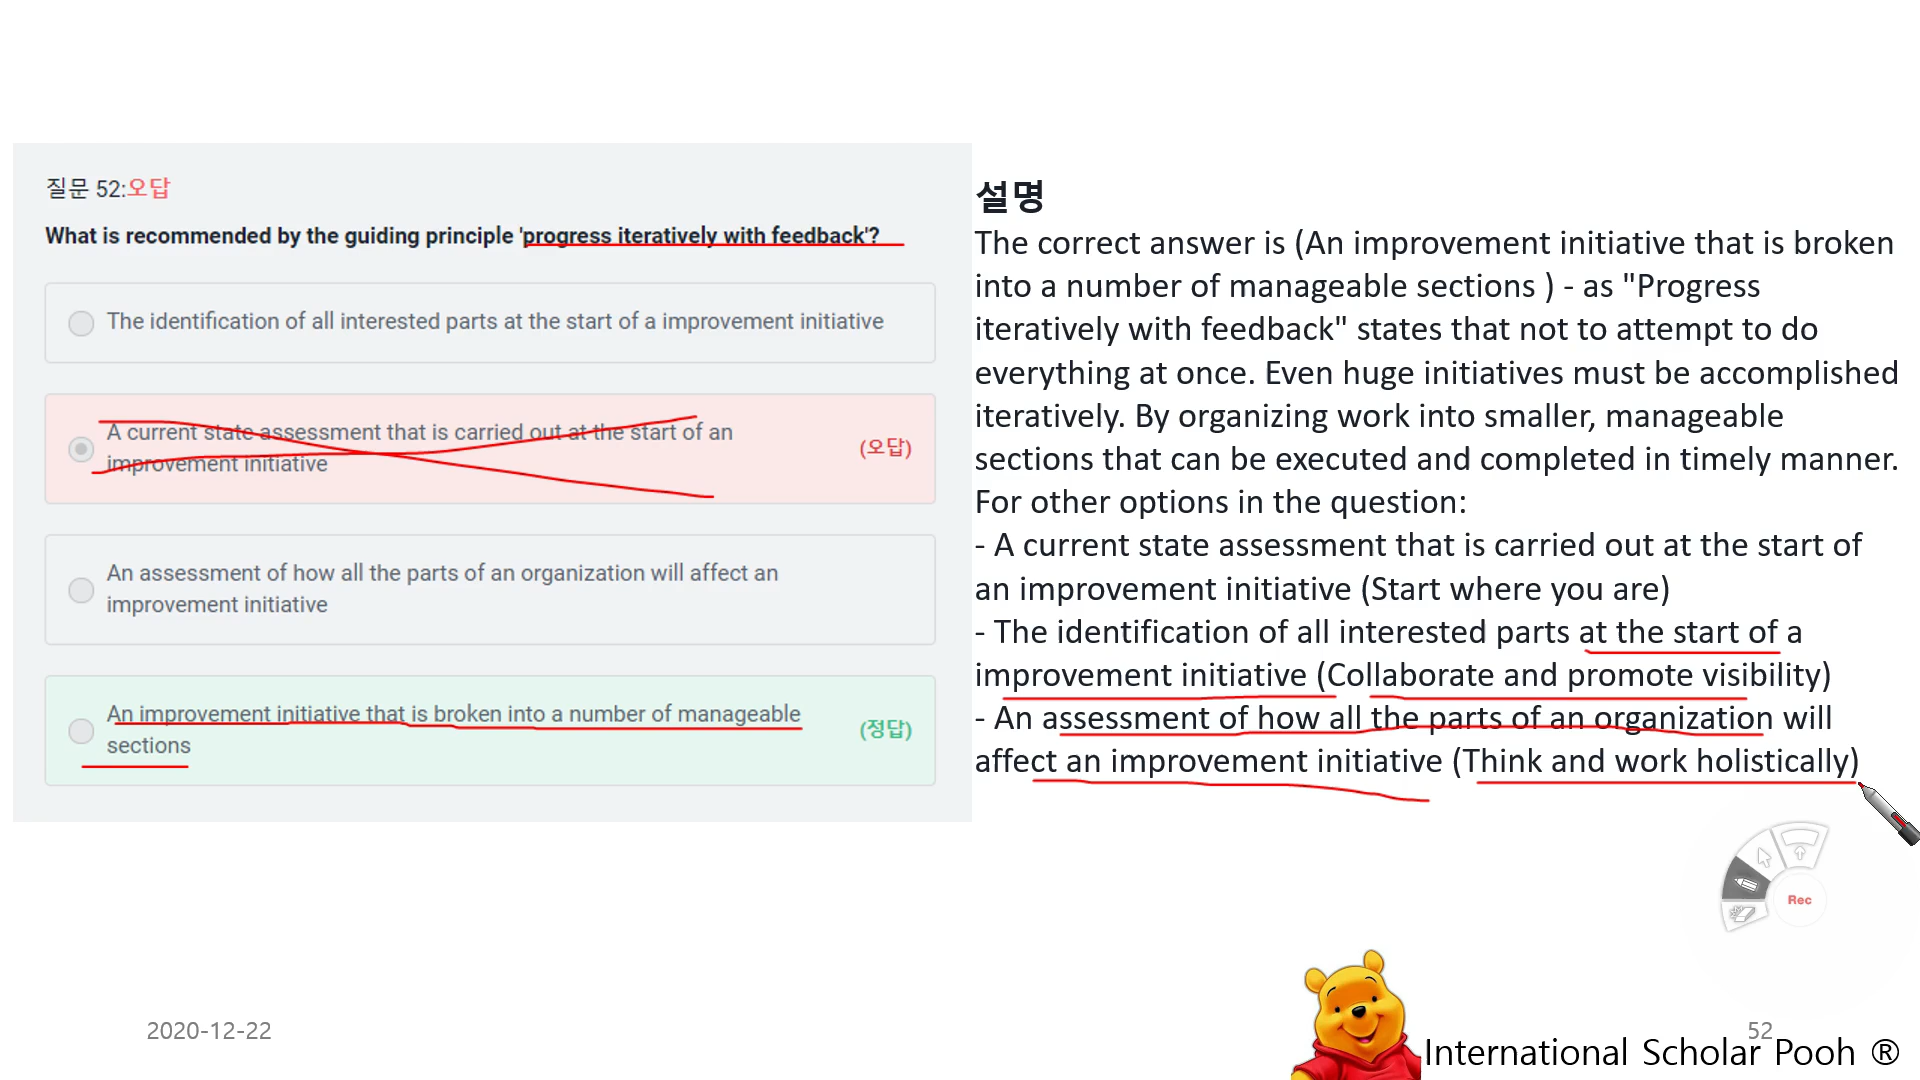 질문 52:오답
What is recommended by the guiding principle 'progress iteratively with feedback'?
The identification of all interested parts at the start of a improvement initiative
A current state assessment that is carried out at the start of an
improvement initiative
(오답)
An assessment of how all the parts of an organization will affect an
improvement initiative
An improvement initiative that is broken into a number of manageable
sections
(정답)
설명
The correct answer is (An improvement initiative that is broken
into a number of manageable sections ) - as "Progress
iteratively with feedback" states that not to attempt to do
everything at once. Even huge initiatives must be accomplished
iteratively. By organizing work into smaller, manageable
sections that can be executed and completed in timely manner.
For other options in the question:
- A current state assessment that is carried out at the start of
an improvement initiative (Start where you are)
- The identification of all interested parts at the start of a
improvement initiative (Collaborate and promote visibility)
- An assessment of how all the parts of an organization will
affect an improvement initiative (Think and work holistically)
Rec
2020-12-22
52
International Scholar Pooh ®